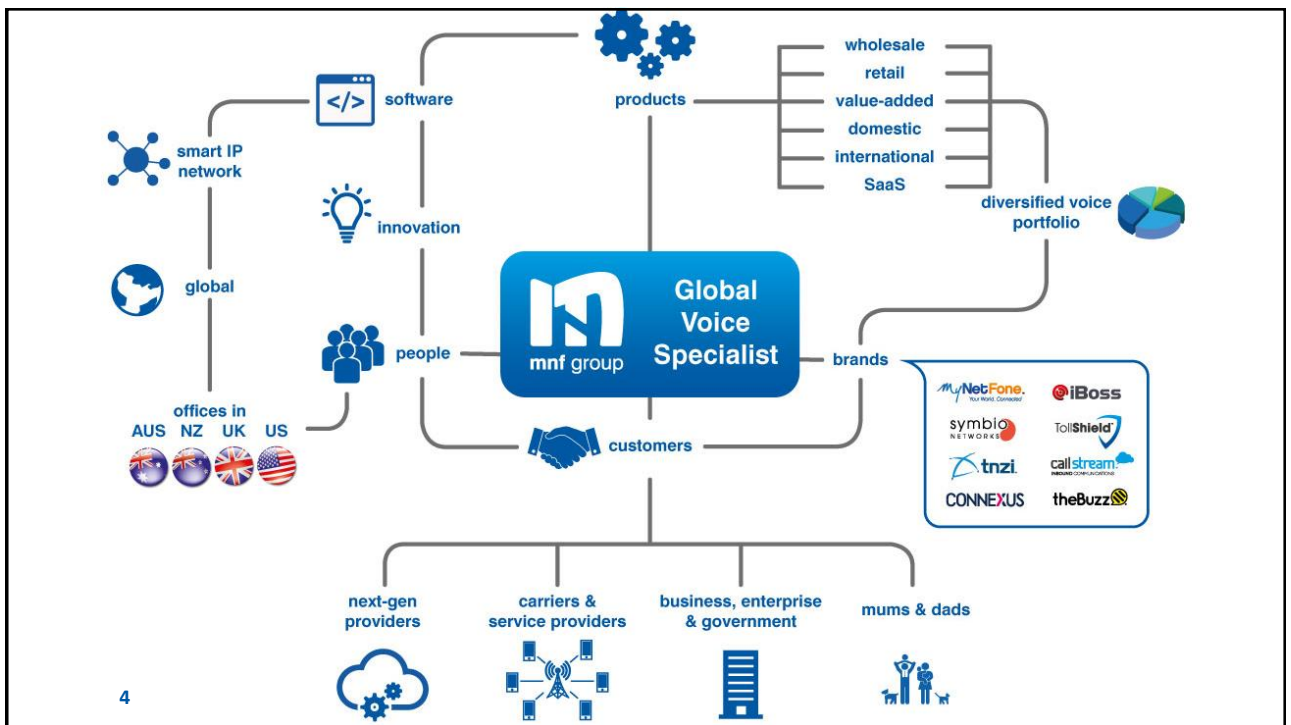 products
wholesale
retail
value-added
domestic
international
SaaS
</>
software
smart IP
network
innovation
diversified voice
portfolio
global
mnf group
Global
Voice
Specialist
people
brands
MyNetFone.
Your World, Connected
iBoss
symbio
NETWORKS
TollShield
tnzi
callstream
INBOUND COMMUNICATIONS
CONNEXUS
theBuzz
offices in
AUS NZ UK US
customers
next-gen
providers
carriers &
service providers
business, enterprise
& government
mums & dads
4